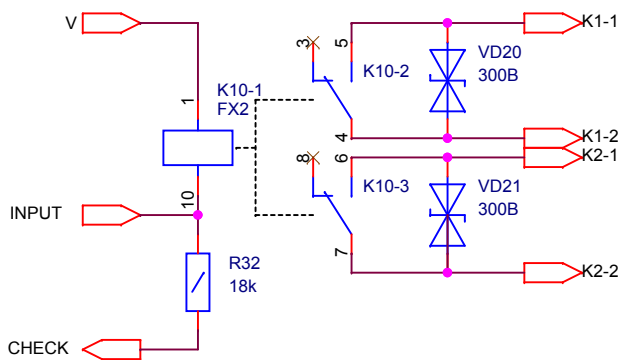 V
K1-1
3
5
VD20
300B
K10-1
FX2
K10-2
1
4
K1-2
K2-1
8
6
K10-3
VD21
300B
10
INPUT
7
R32
18k
K2-2
CHECK